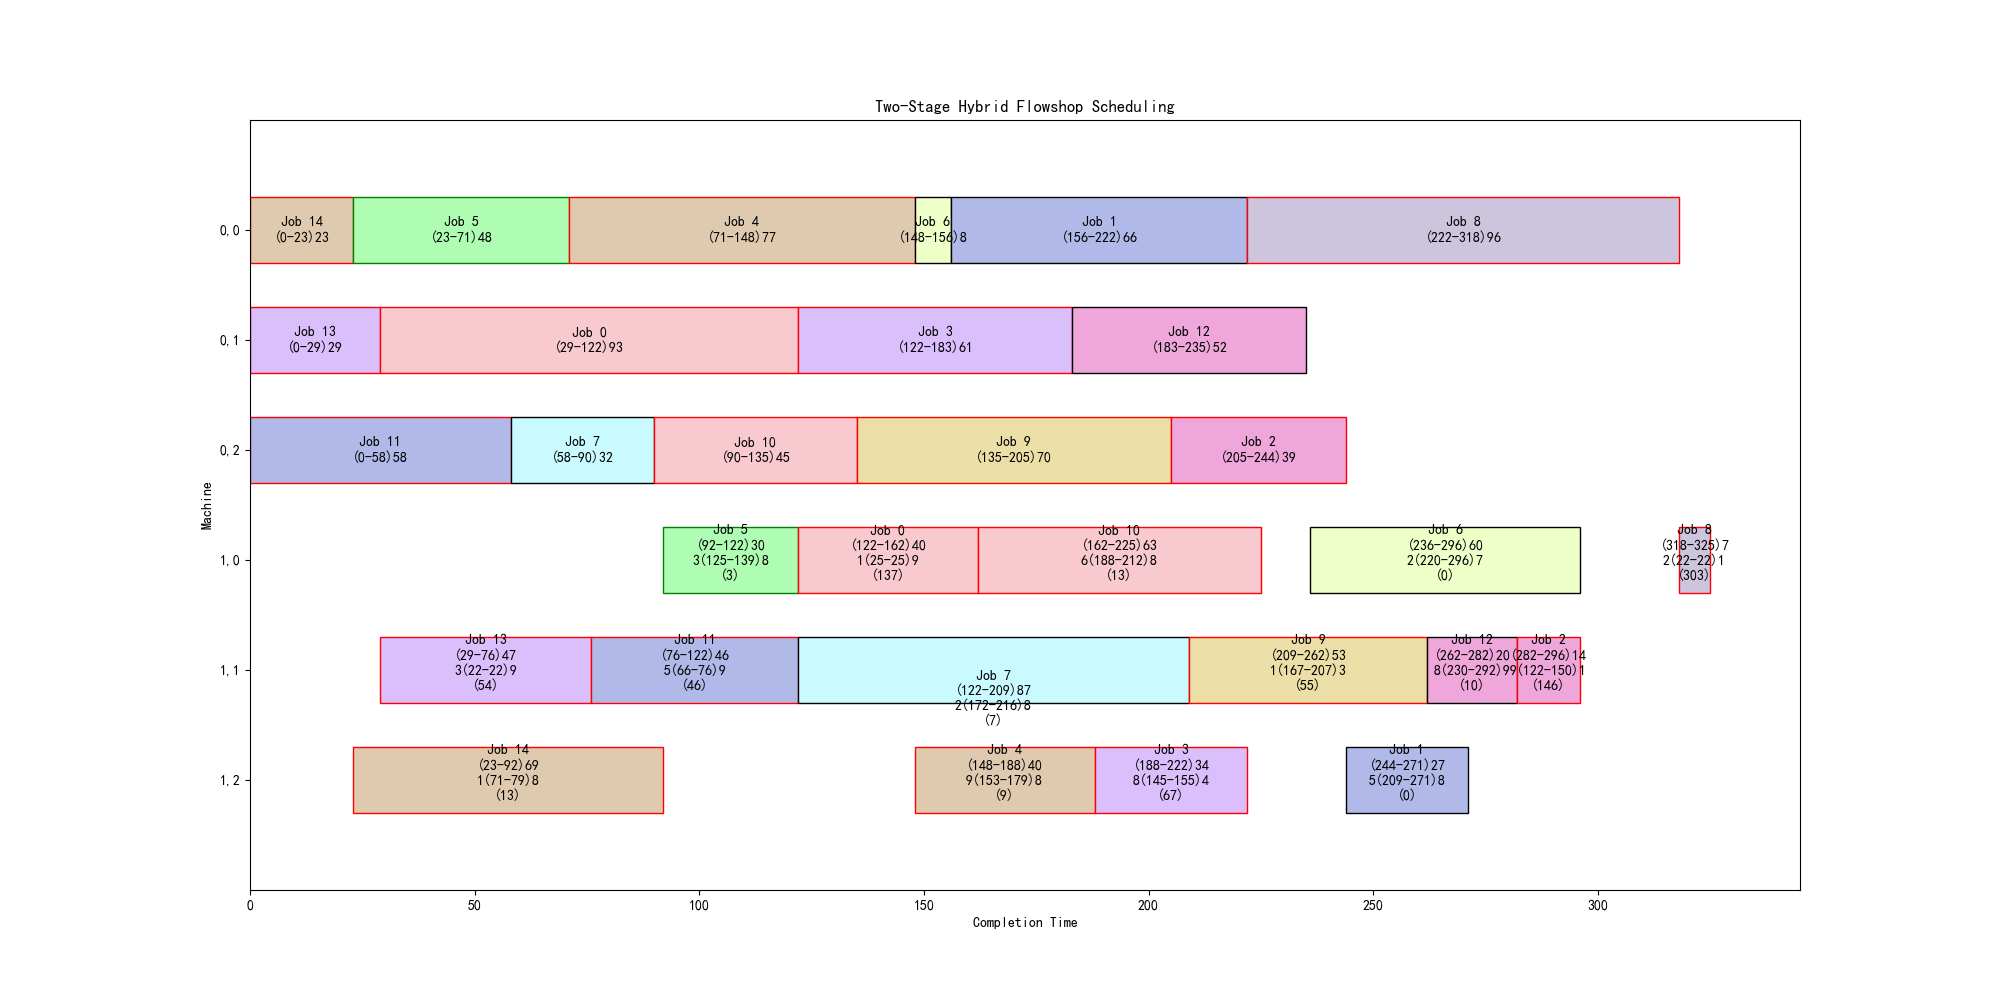 Two-Stage Hybrid Flowshop Scheduling
Machine
0,0
Job 14
(0-23)23
Job 5
(23-71)48
Job 4
(71-148)77
Job 6
(148-156)8
Job 1
(156-222)66
Job 8
(222-318)96
0,1
Job 13
(0-29)29
Job 0
(29-122)93
Job 3
(122-183)61
Job 12
(183-235)52
0,2
Job 11
(0-58)58
Job 7
(58-90)32
Job 10
(90-135)45
Job 9
(135-205)70
Job 2
(205-244)39
1,0
Job 5
(92-122)30
3(125-139)8
(3)
Job 0
(122-162)40
1(25-25)9
(137)
Job 10
(162-225)63
6(188-212)8
(13)
Job 6
(236-296)60
2(220-296)7
(0)
Job 8
(318-325)7
2(22-22)1
(303)
1,1
Job 13
(29-76)47
3(22-22)9
(54)
Job 11
(76-122)46
5(66-76)9
(46)
Job 7
(122-209)87
2(172-216)8
(7)
Job 9
(209-262)53
1(167-207)3
(55)
Job 12
(262-282)20
8(230-292)9
(10)
Job 2
(282-296)14
(122-150)1
(146)
1,2
Job 14
(23-92)69
1(71-79)8
(13)
Job 4
(148-188)40
9(153-179)8
(9)
Job 3
(188-222)34
8(145-155)4
(67)
Job 1
(244-271)27
5(209-271)8
(0)
0 50 100 150 200 250 300
Completion Time